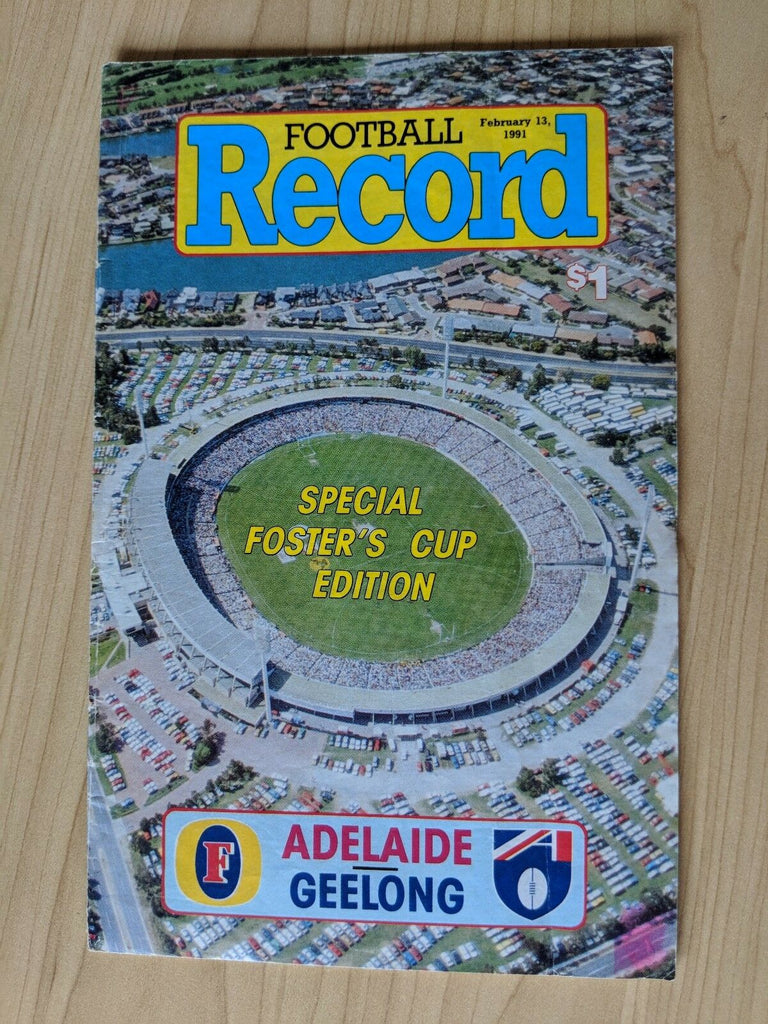 FOOTBALL
February 13,
1991
Record
$1
SPECIAL
FOSTER'S CUP
EDITION
F
ADELAIDE
GEELONG